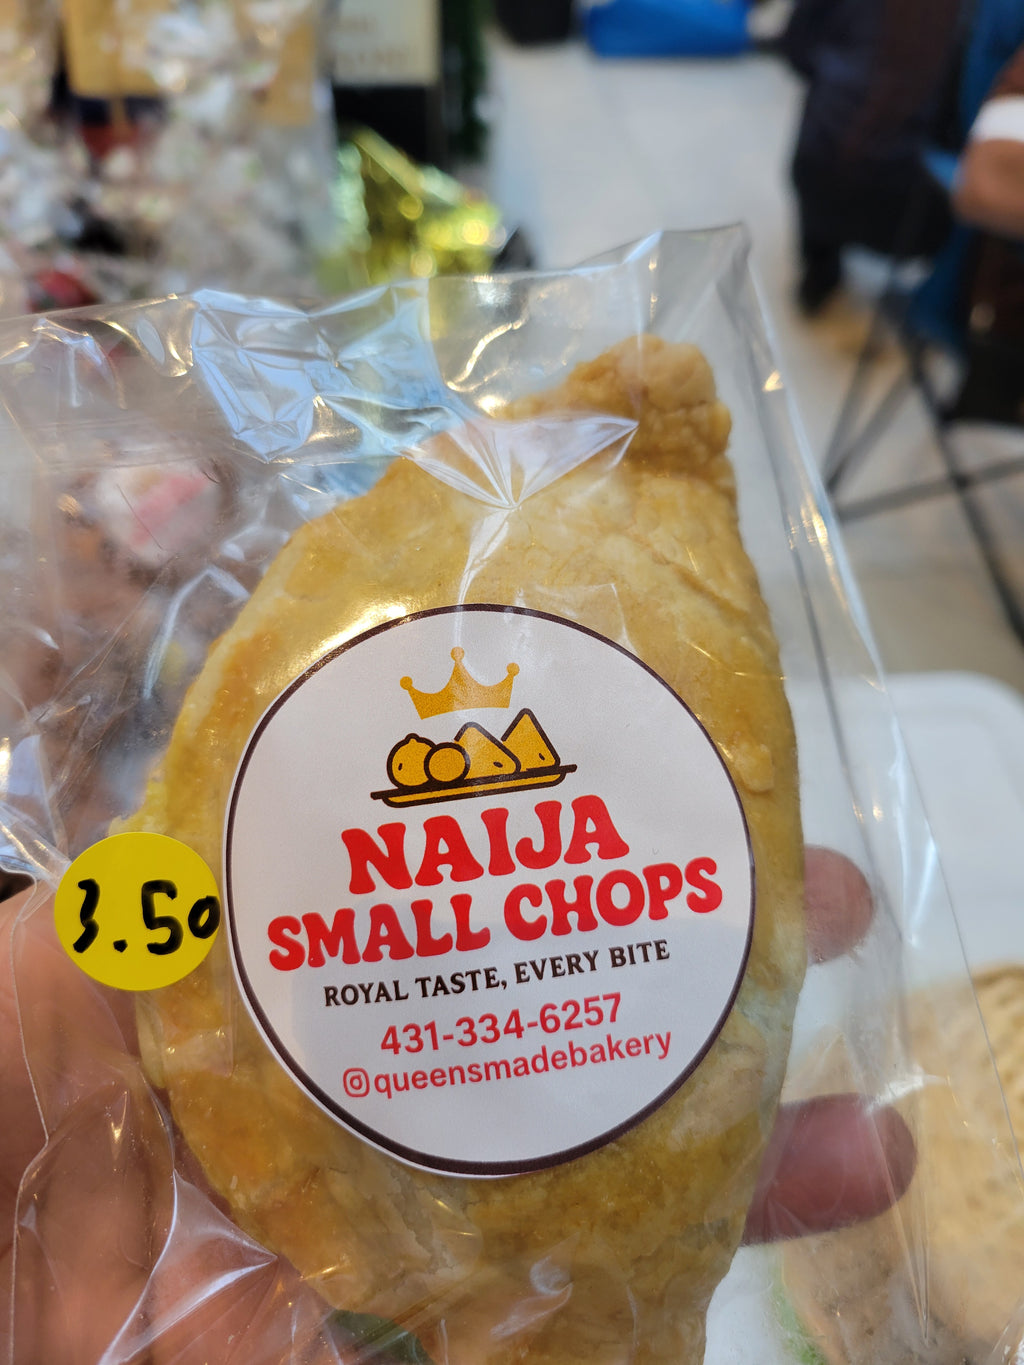 NAIJA
SMALL CHOPS
ROYAL TASTE, EVERY BITE
431-334-6257
@queensmadebakery
3.50